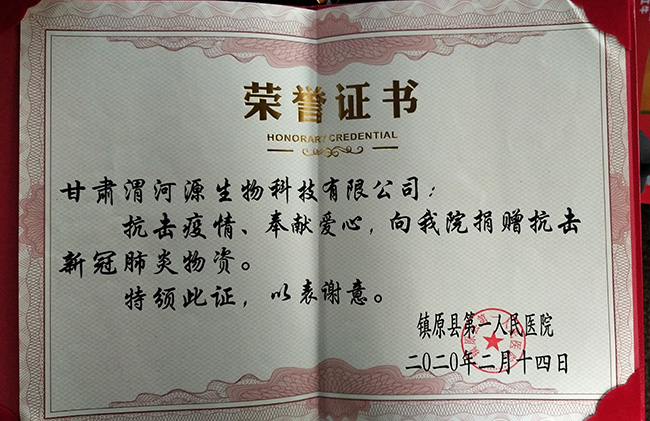 荣誉证书
HONORARY CREDENTIAL
甘肃渭河源生物科技有限公司：
抗击疫情、奉献爱心，向我院捐赠抗击
新冠肺炎物资。
特颁此证，以表谢意。
镇原县第一人民医院
二〇二〇年二月十四日